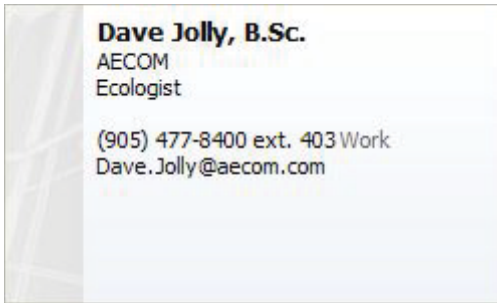 Dave Jolly, B.Sc.
AECOM
Ecologist
(905) 477-8400 ext. 403 Work
Dave.Jolly@aecom.com